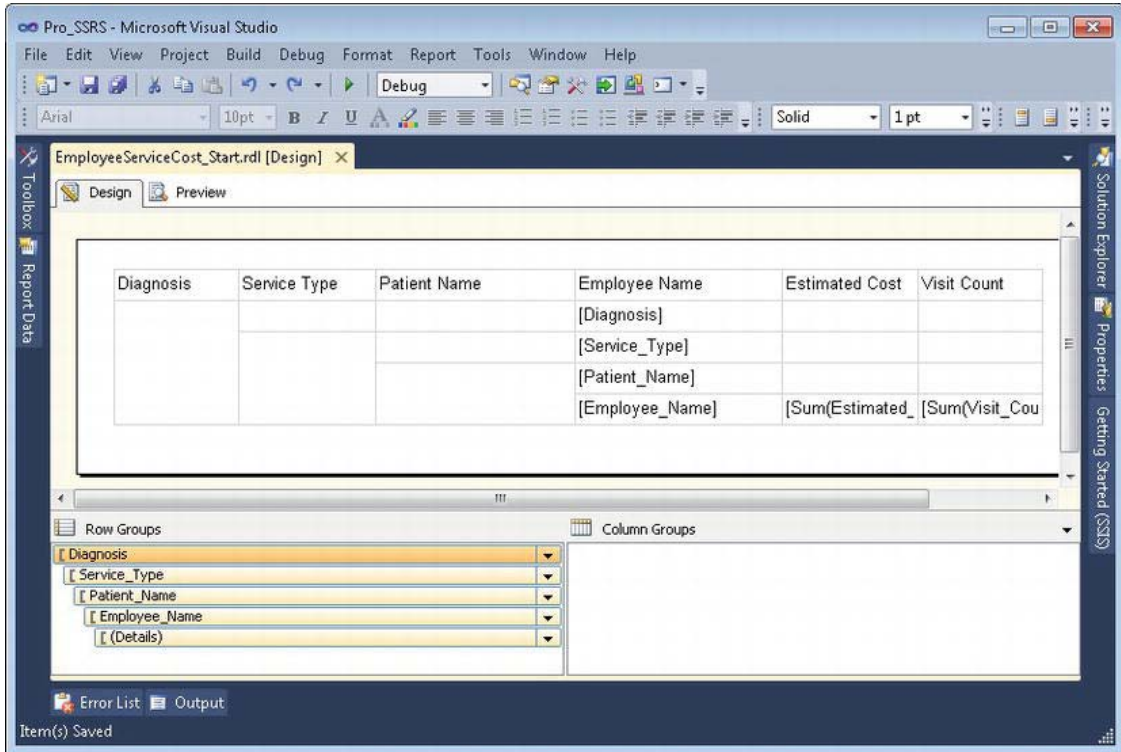 Pro_SSRS - Microsoft Visual Studio
File Edit View Project Build Debug Format Report Tools Window Help
Debug
Arial 10pt B I U A Solid 1 pt
EmployeeServiceCost_Start.rdl [Design]
Design Preview
Toolbox
Report Data
Diagnosis Service Type Patient Name Employee Name Estimated Cost Visit Count
[Diagnosis]
[Service_Type]
[Patient_Name]
[Employee_Name] [Sum(Estimated_ [Sum(Visit_Cou
Solution Explorer
Properties
Getting Started (SSIS)
Row Groups Column Groups
[ Diagnosis
[ Service_Type
[ Patient_Name
[ Employee_Name
[ (Details)
Error List Output
Item(s) Saved